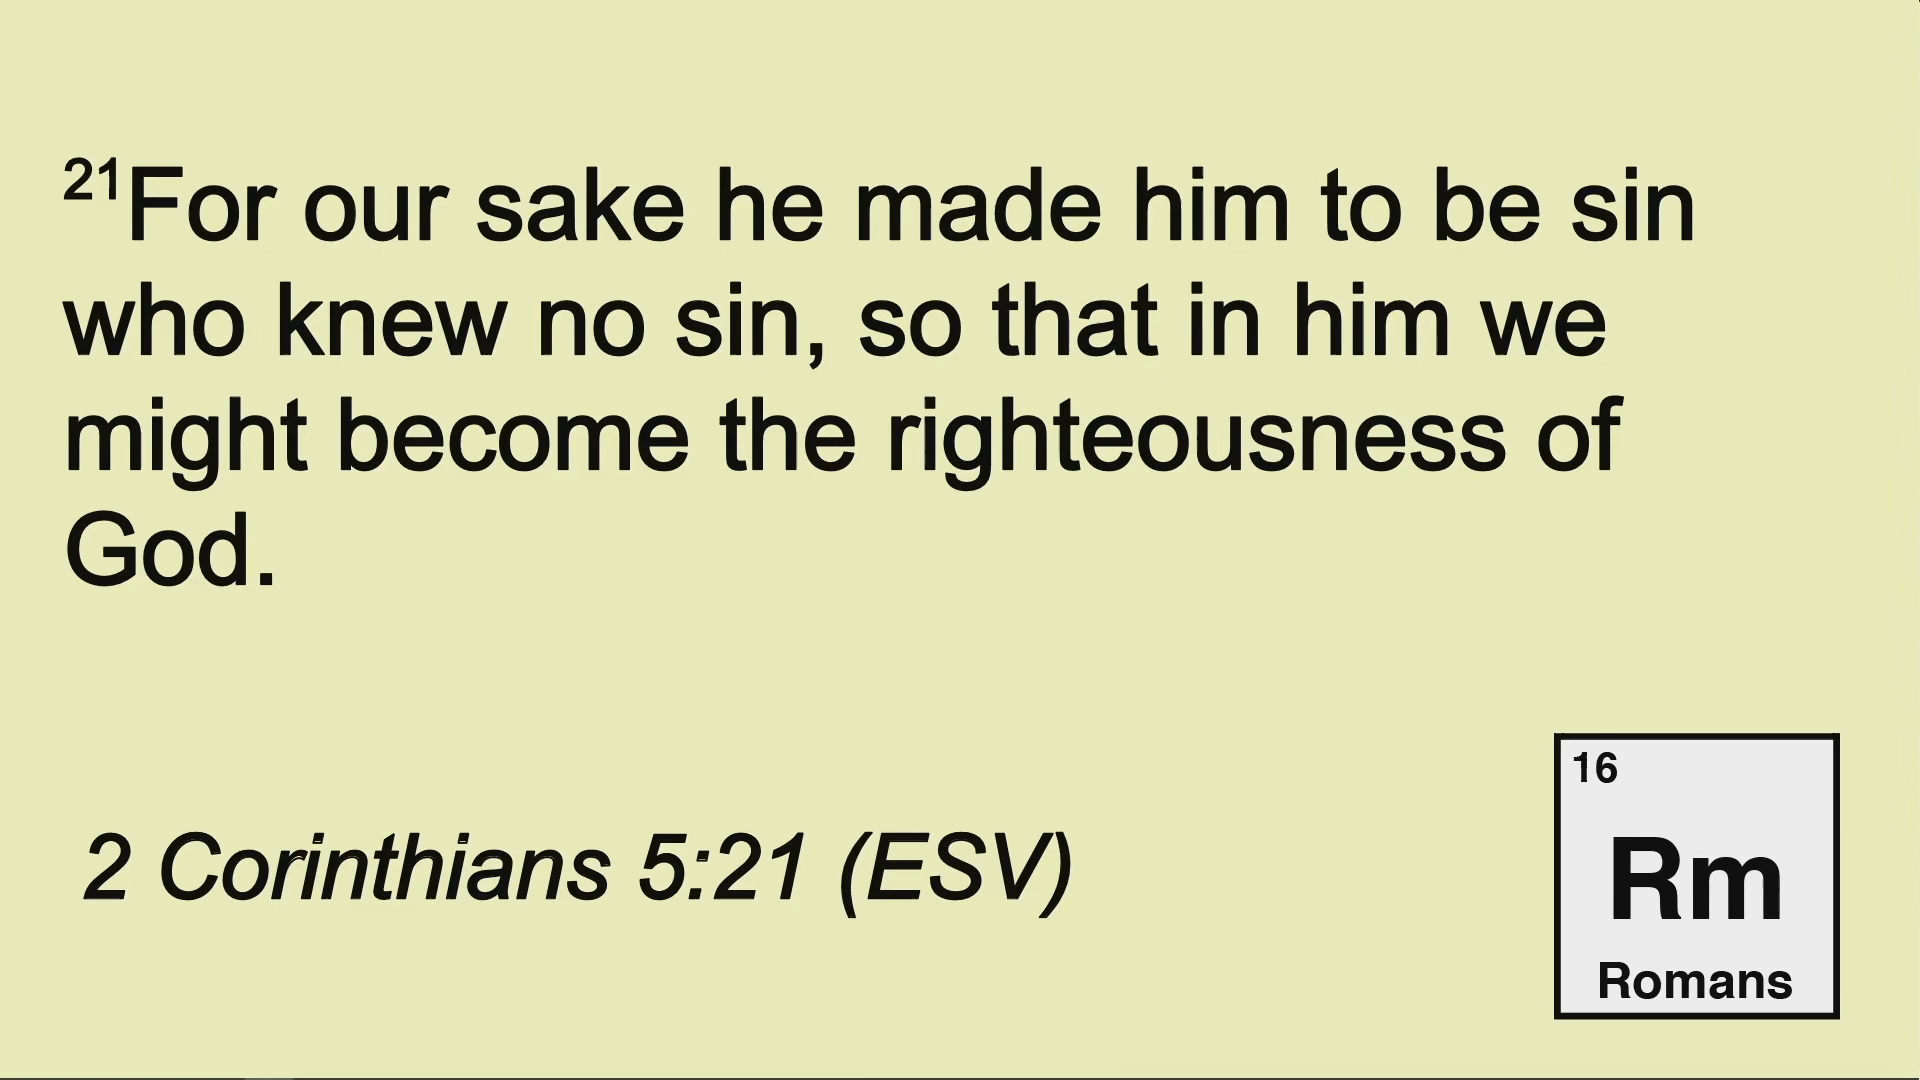 21For our sake he made him to be sin
who knew no sin, so that in him we
might become the righteousness of
God.
2 Corinthians 5:21 (ESV)
16
Rm
Romans